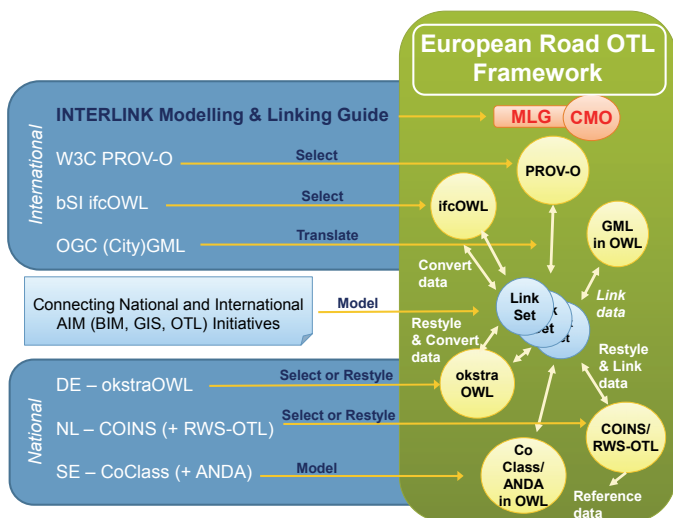 European Road OTL
Framework
International
INTERLINK Modelling & Linking Guide
MLG
CMO
W3C PROV-O
Select
PROV-O
bSI ifcOWL
Select
ifcOWL
GML
in OWL
OGC (City)GML
Translate
Convert
data
Link
data
Connecting National and International
AIM (BIM, GIS, OTL) Initiatives
Model
Link
Set
k
et
k
st
Restyle
& Convert
data
Restyle
& Link
data
National
DE – okstraOWL
Select or Restyle
okstra
OWL
NL – COINS (+ RWS-OTL)
Select or Restyle
COINS/
RWS-OTL
SE – CoClass (+ ANDA)
Model
Co
Class/
ANDA
in OWL
Reference
data